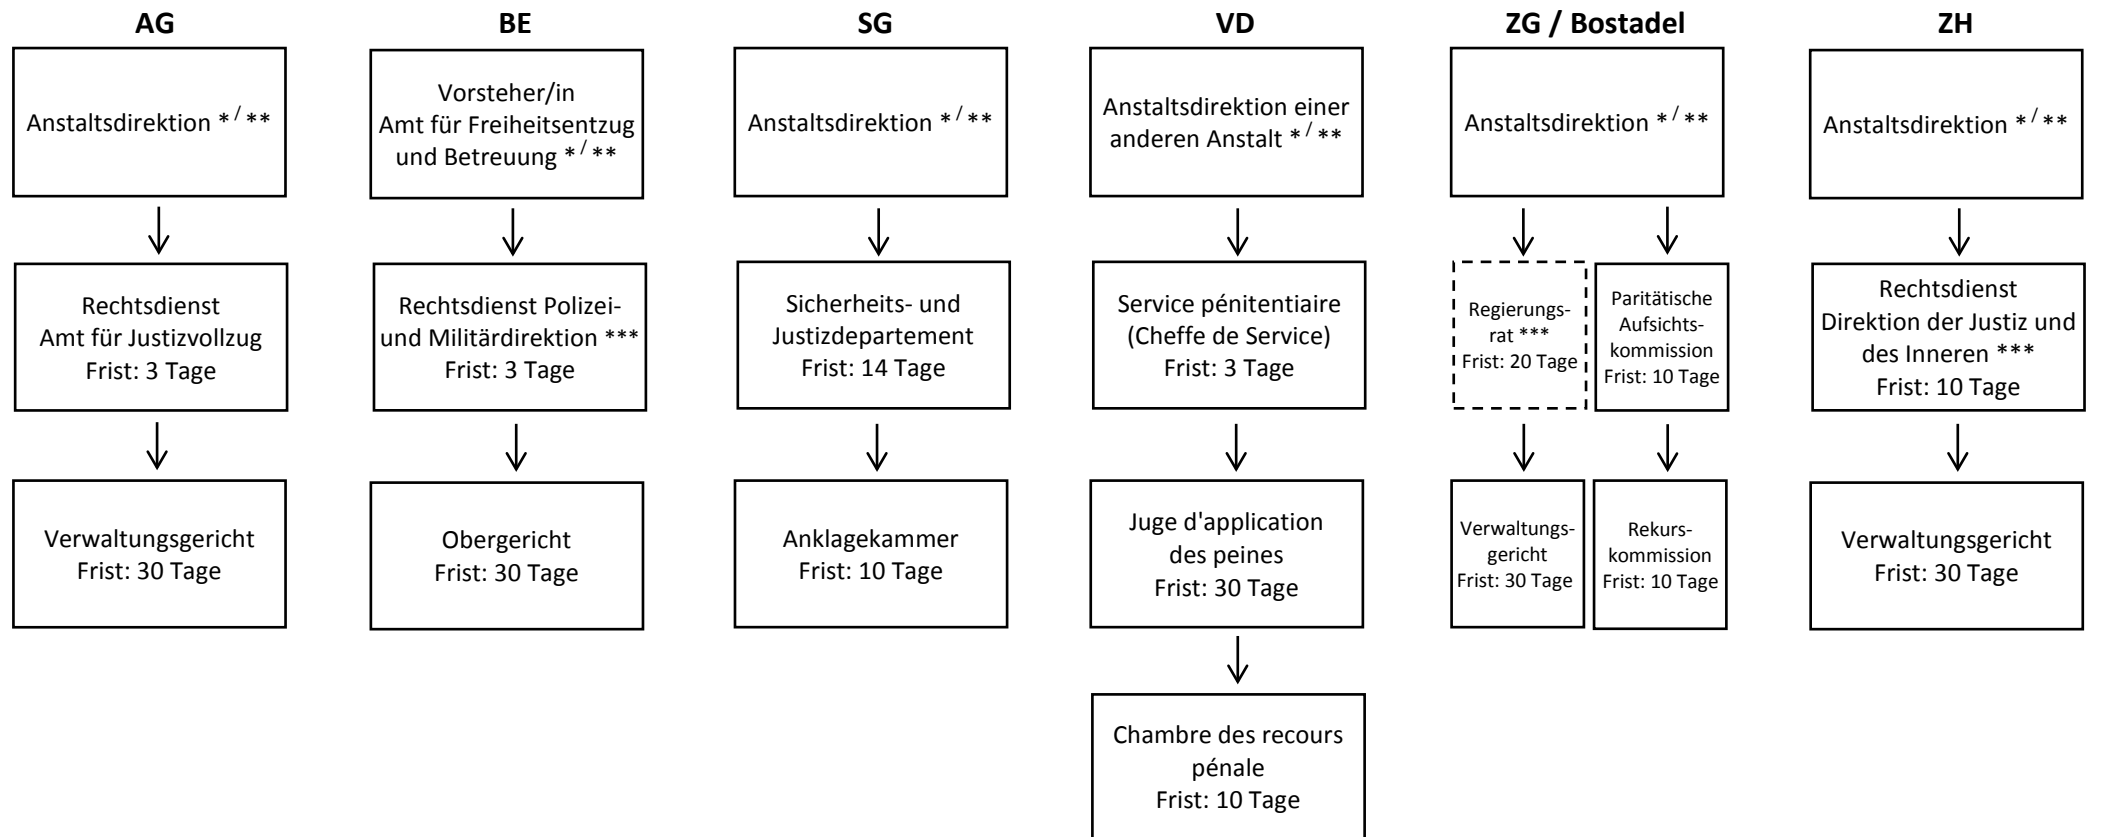 AG
BE
SG
VD
ZG / Bostadel
ZH
Anstaltsdirektion * / **
Vorsteher/in
Amt für Freiheitsentzug
und Betreuung * / **
Anstaltsdirektion * / **
Anstaltsdirektion einer
anderen Anstalt * / **
Anstaltsdirektion * / **
Anstaltsdirektion * / **
Rechtsdienst
Amt für Justizvollzug
Frist: 3 Tage
Rechtsdienst Polizei-
und Militärdirektion ***
Frist: 3 Tage
Sicherheits- und
Justizdepartement
Frist: 14 Tage
Service pénitentiaire
(Cheffe de Service)
Frist: 3 Tage
Regierungs-
rat ***
Frist: 20 Tage
Paritätische
Aufsichts-
kommission
Frist: 10 Tage
Rechtsdienst
Direktion der Justiz und
des Inneren ***
Frist: 10 Tage
Verwaltungsgericht
Frist: 30 Tage
Obergericht
Frist: 30 Tage
Anklagekammer
Frist: 10 Tage
Juge d'application
des peines
Frist: 30 Tage
Verwaltungs-
gericht
Frist: 30 Tage
Rekurs-
kommission
Frist: 10 Tage
Verwaltungsgericht
Frist: 30 Tage
Chambre des recours
pénale
Frist: 10 Tage